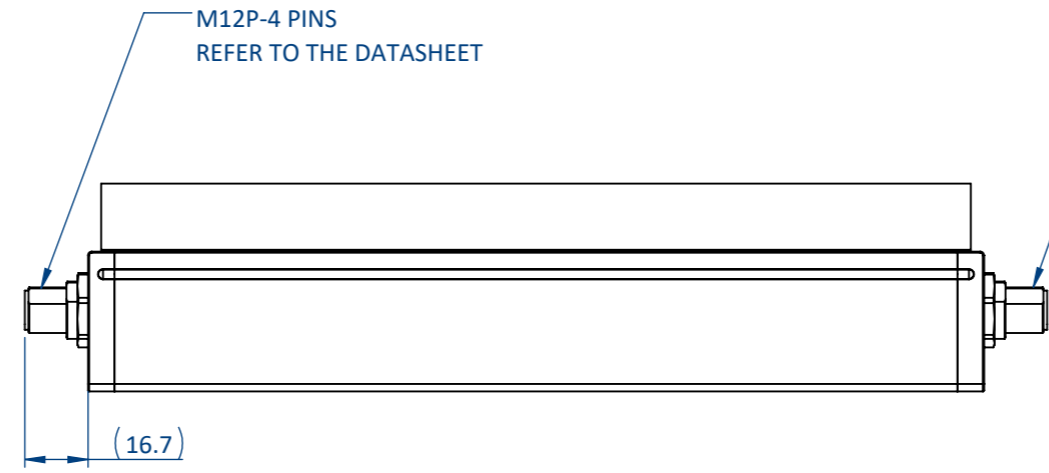 M12P-4 PINS
REFER TO THE DATASHEET
(16.7)